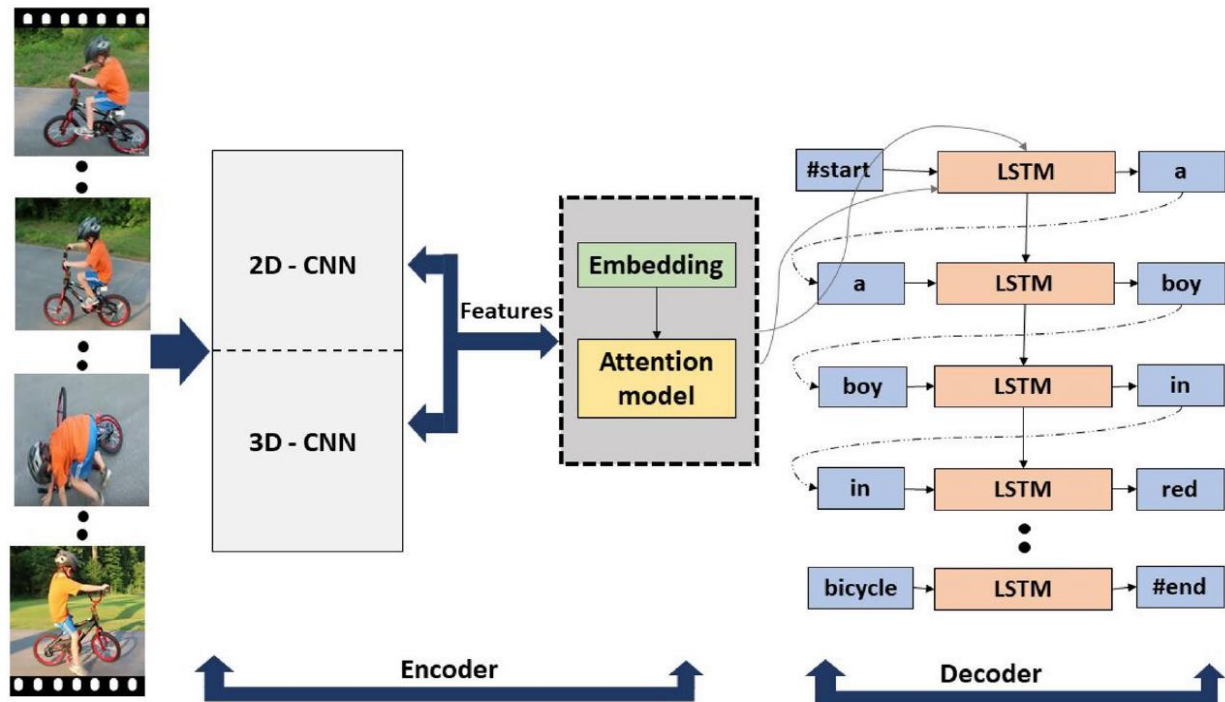 2D - CNN
3D - CNN
Features
Embedding
Attention
model
#start
LSTM
a
a
LSTM
boy
boy
LSTM
in
in
LSTM
red
bicycle
LSTM
#end
Encoder
Decoder